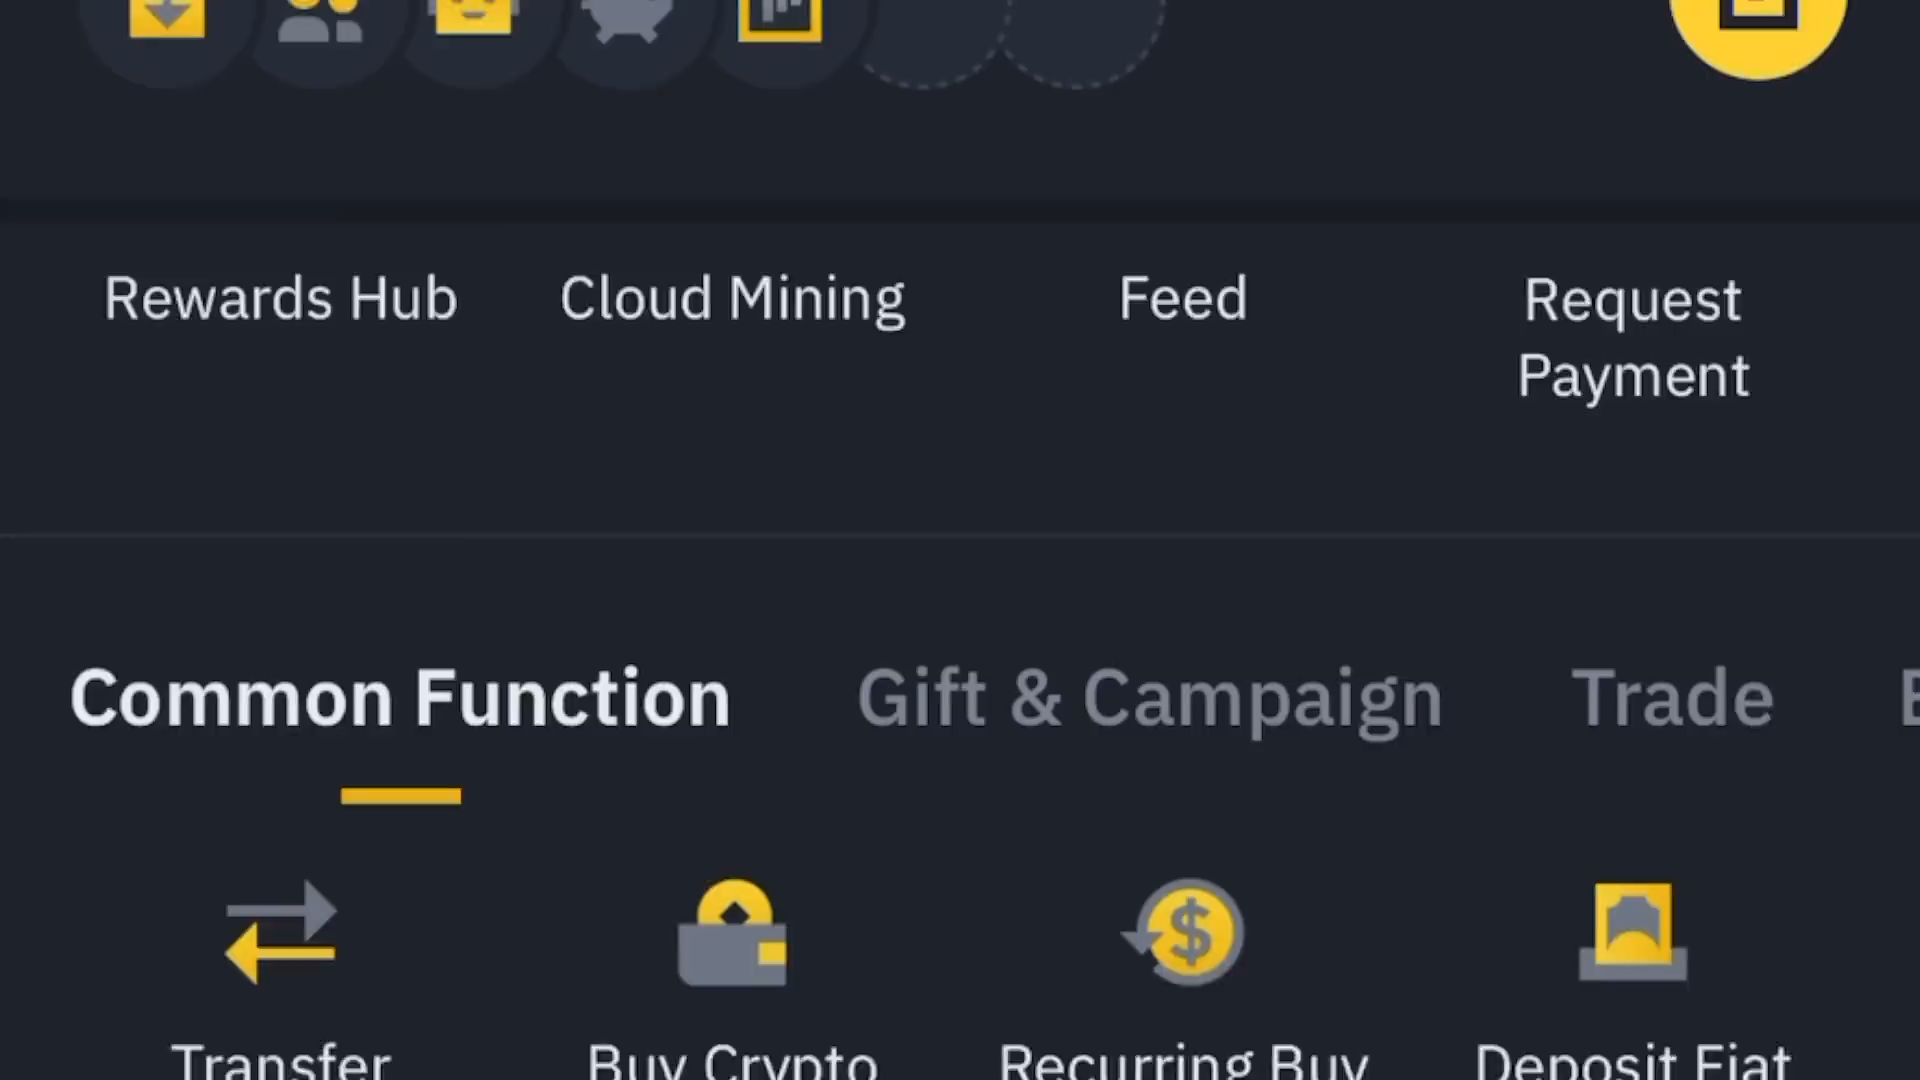 Rewards Hub Cloud Mining Feed Request
Payment
Common Function Gift & Campaign Trade
Transfer Buy Crypto Recurring Buy Deposit Fiat